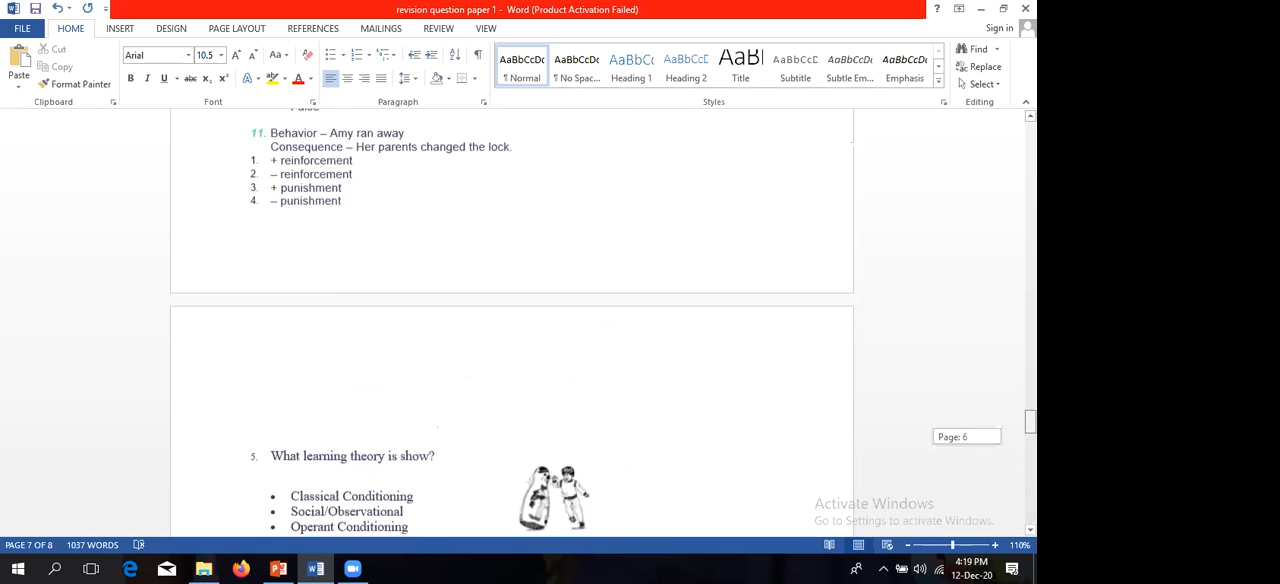 revision question paper 1 - Word (Product Activation Failed)
Sign in
FILE HOME INSERT DESIGN PAGE LAYOUT REFERENCES MAILINGS REVIEW VIEW
Paste
Cut
Copy
Format Painter
Clipboard
Arial 10.5
Font
Paragraph
AaBbCcDc AaBbCcDc AaBbC( AaBbCcD AaBl AaBbCcD AaBbCcDc AaBbCcDc
¶ Normal ¶ No Spac... Heading 1 Heading 2 Title Subtitle Subtle Em... Emphasis
Styles
Find
Replace
Select
Editing
False
11. Behavior – Amy ran away
Consequence – Her parents changed the lock.
1. + reinforcement
2. – reinforcement
3. + punishment
4. – punishment
Page: 6
5. What learning theory is show?
• Classical Conditioning
• Social/Observational
• Operant Conditioning
Activate Windows
Go to Settings to activate Windows.
PAGE 7 OF 8 1037 WORDS 110%
4:19 PM
12-Dec-20